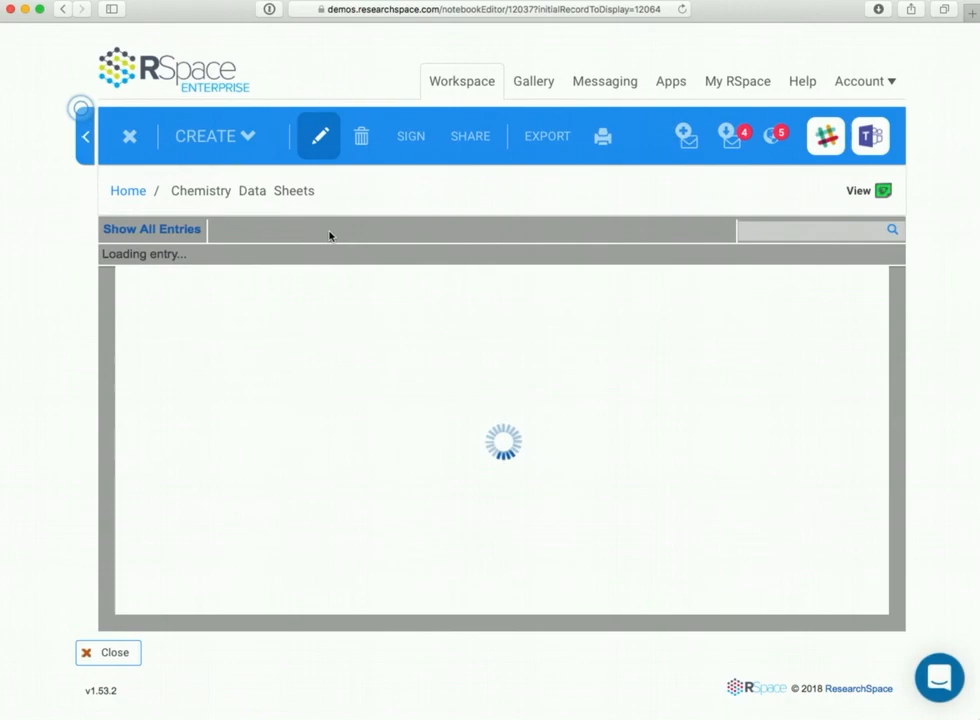 demos.researchspace.com/notebookEditor/12037?initialRecordToDisplay=12064
RSpace
ENTERPRISE
Workspace Gallery Messaging Apps My RSpace Help Account
CREATE SIGN SHARE EXPORT 4 5
Home / Chemistry Data Sheets View
Show All Entries
Loading entry...
Close
v1.53.2 RSpace © 2018 ResearchSpace